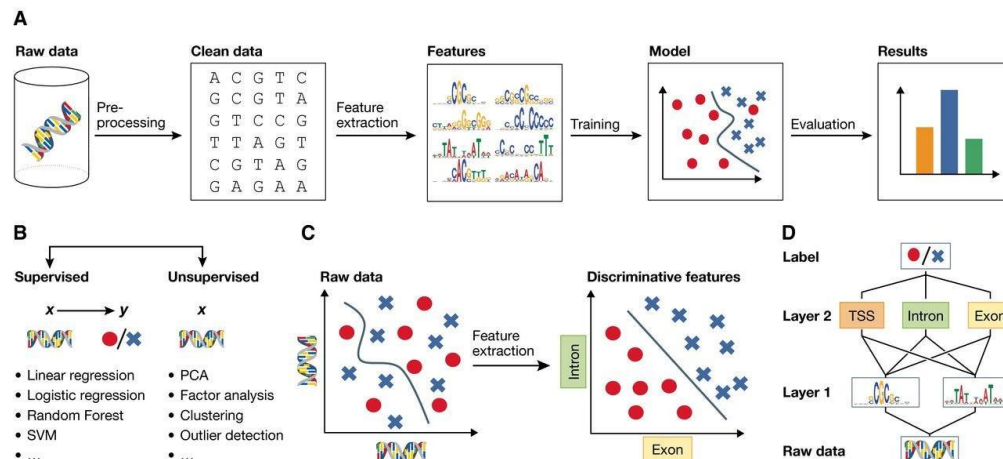 A
Raw data
Clean data
Features
Model
Results
Pre-
processing
A C G T C
G C G T A
G T C C G
T T A G T
C G T A G
G A G A A
Feature
extraction
Training
Evaluation
B
Supervised
Unsupervised
x
y
x
• Linear regression
• Logistic regression
• Random Forest
• SVM
• ...
• PCA
• Factor analysis
• Clustering
• Outlier detection
• ...
C
Raw data
Feature
extraction
Discriminative features
Intron
Exon
D
Label
Layer 2
TSS
Intron
Exon
Layer 1
Raw data